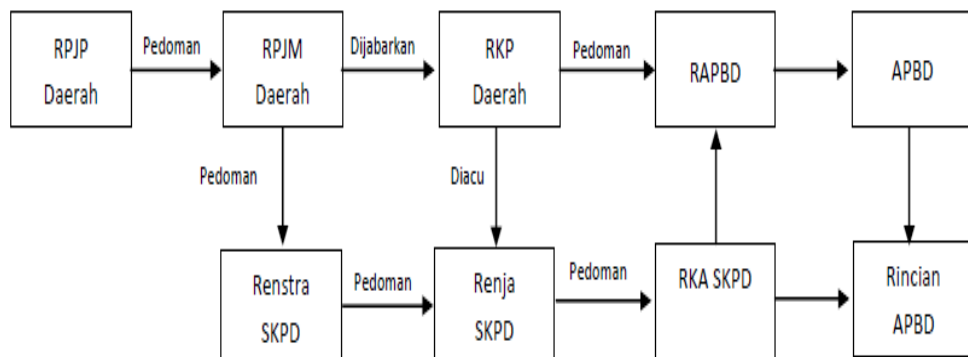 RPJP
Daerah
Pedoman
RPJM
Daerah
Dijabarkan
RKP
Daerah
Pedoman
RAPBD
APBD
Pedoman
Diacu
Renstra
SKPD
Pedoman
Renja
SKPD
Pedoman
RKA SKPD
Rincian
APBD